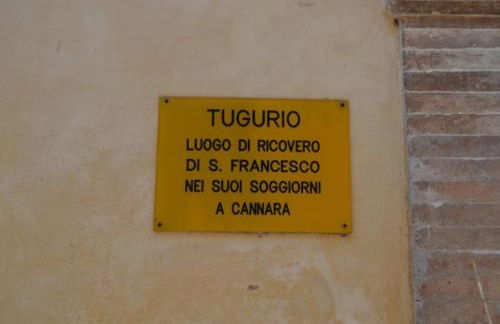 TUGURIO
LUOGO DI RICOVERO
DI S. FRANCESCO
NEI SUOI SOGGIORNI
A CANNARA